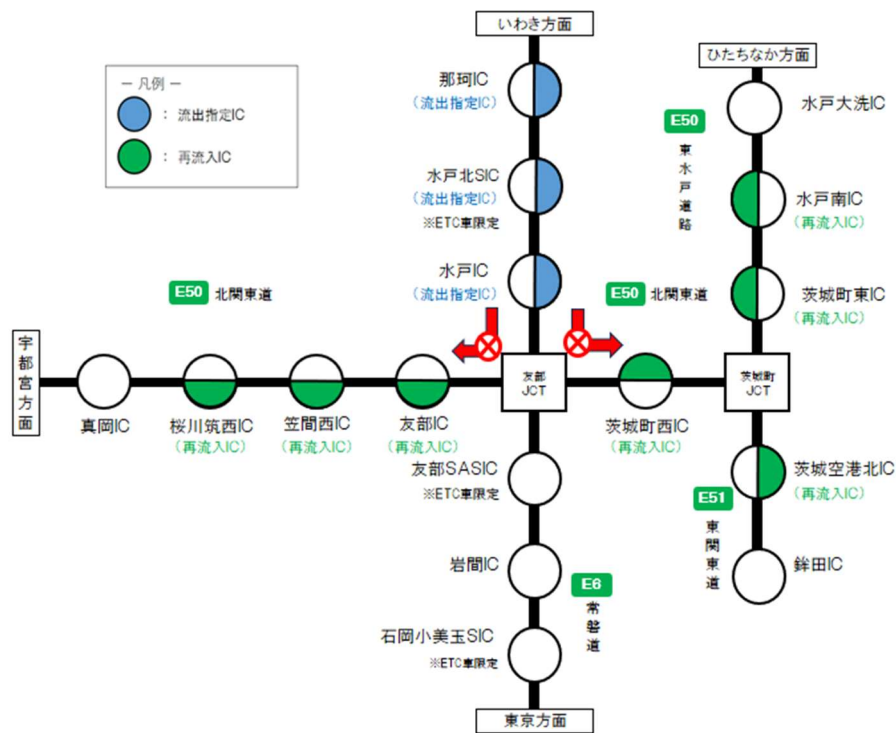 いわき方面
ひたちなか方面
― 凡例 ―
: 流出指定IC
: 再流入IC
那珂IC
(流出指定IC)
水戸北SIC
(流出指定IC)
※ETC車限定
水戸IC
(流出指定IC)
E50
東水戸道路
水戸大洗IC
水戸南IC
(再流入IC)
茨城町東IC
(再流入IC)
E50 北関東道
E50 北関東道
宇都宮方面
真岡IC
桜川筑西IC
(再流入IC)
笠間西IC
(再流入IC)
友部IC
(再流入IC)
友部
JCT
茨城町西IC
(再流入IC)
茨城町
JCT
友部SASIC
※ETC車限定
茨城空港北IC
(再流入IC)
E51
東関東道
岩間IC
鉾田IC
E6
常磐道
石岡小美玉SIC
※ETC車限定
東京方面